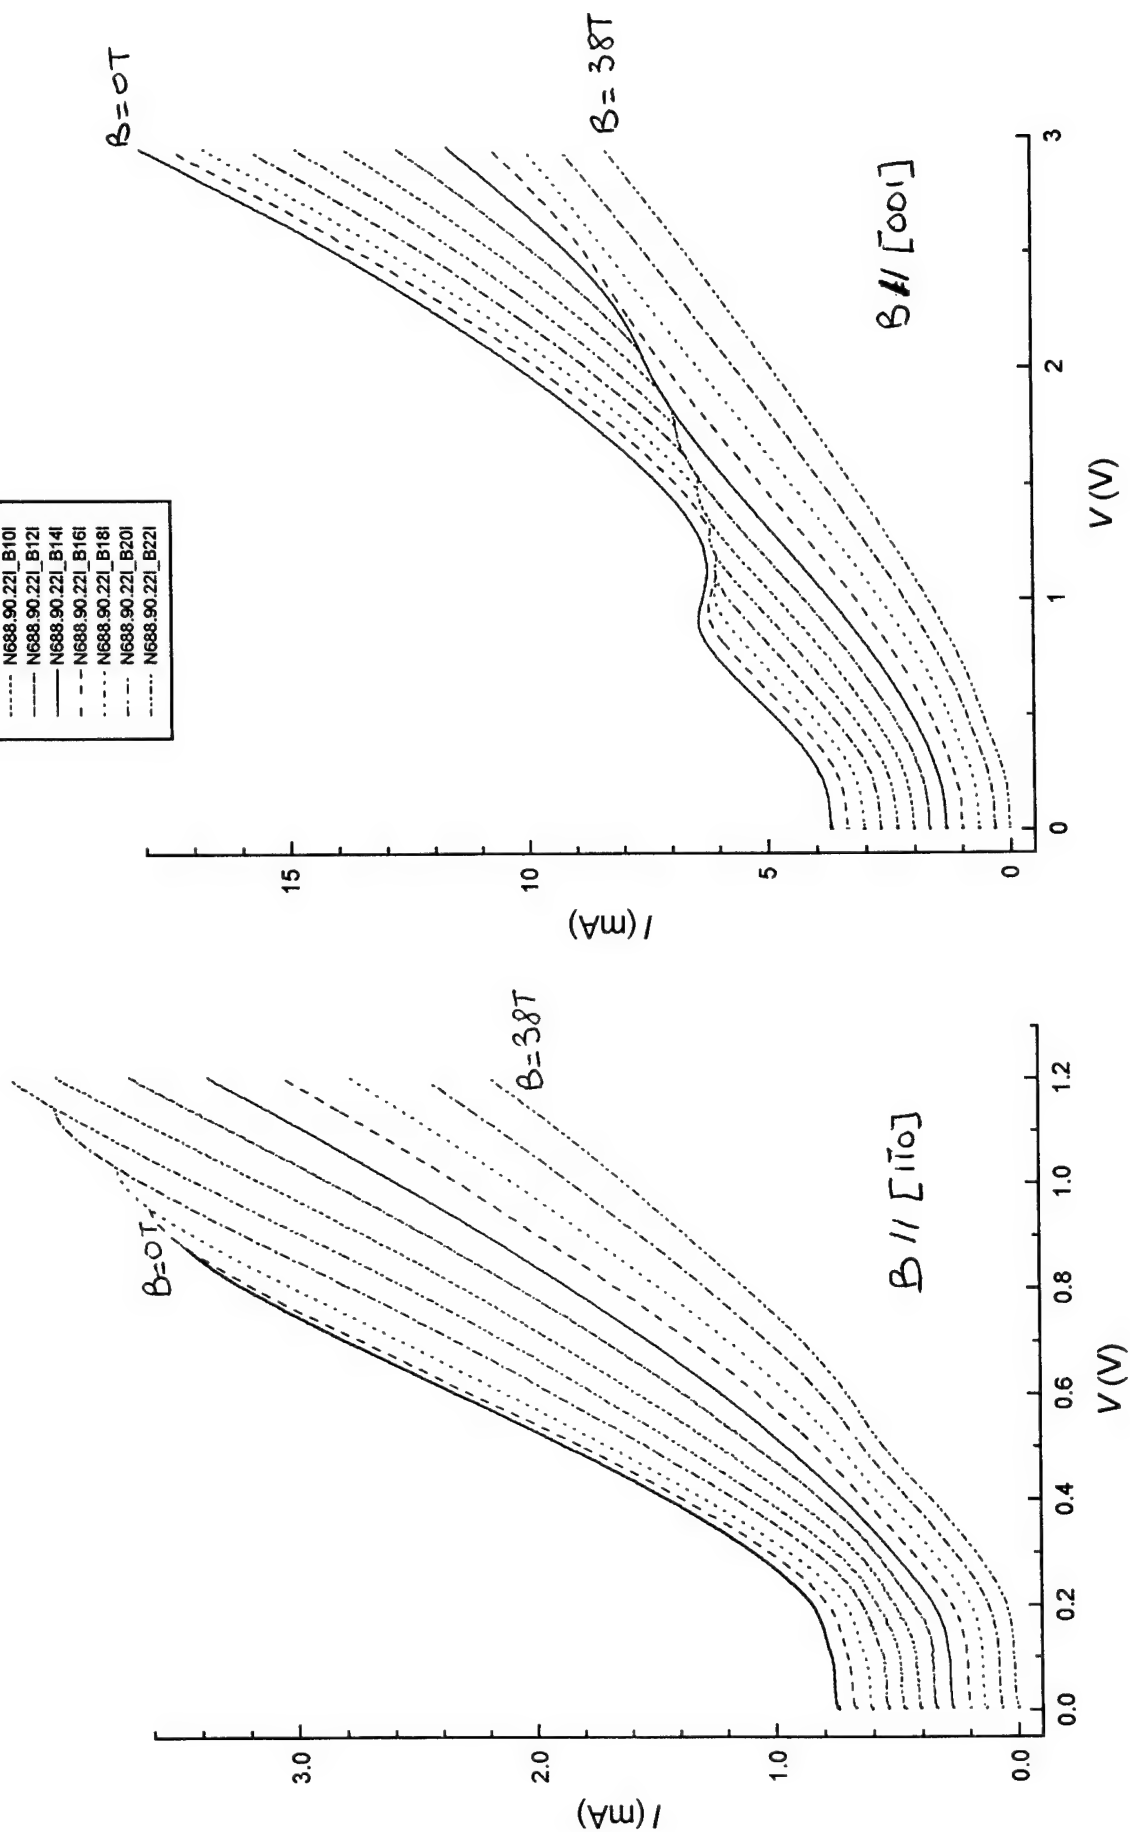 N688.90.22I_B10I
N688.90.22I_B12I
N688.90.22I_B14I
N688.90.22I_B16I
N688.90.22I_B18I
N688.90.22I_B20I
N688.90.22I_B22I
B=0T
B=38T
B // [001]
15
10
5
0
I (mA)
0
1
2
3
V (V)
B=0T
B=38T
B // [1Ī0]
3.0
2.0
1.0
0.0
I (mA)
0.0
0.2
0.4
0.6
0.8
1.0
1.2
V (V)